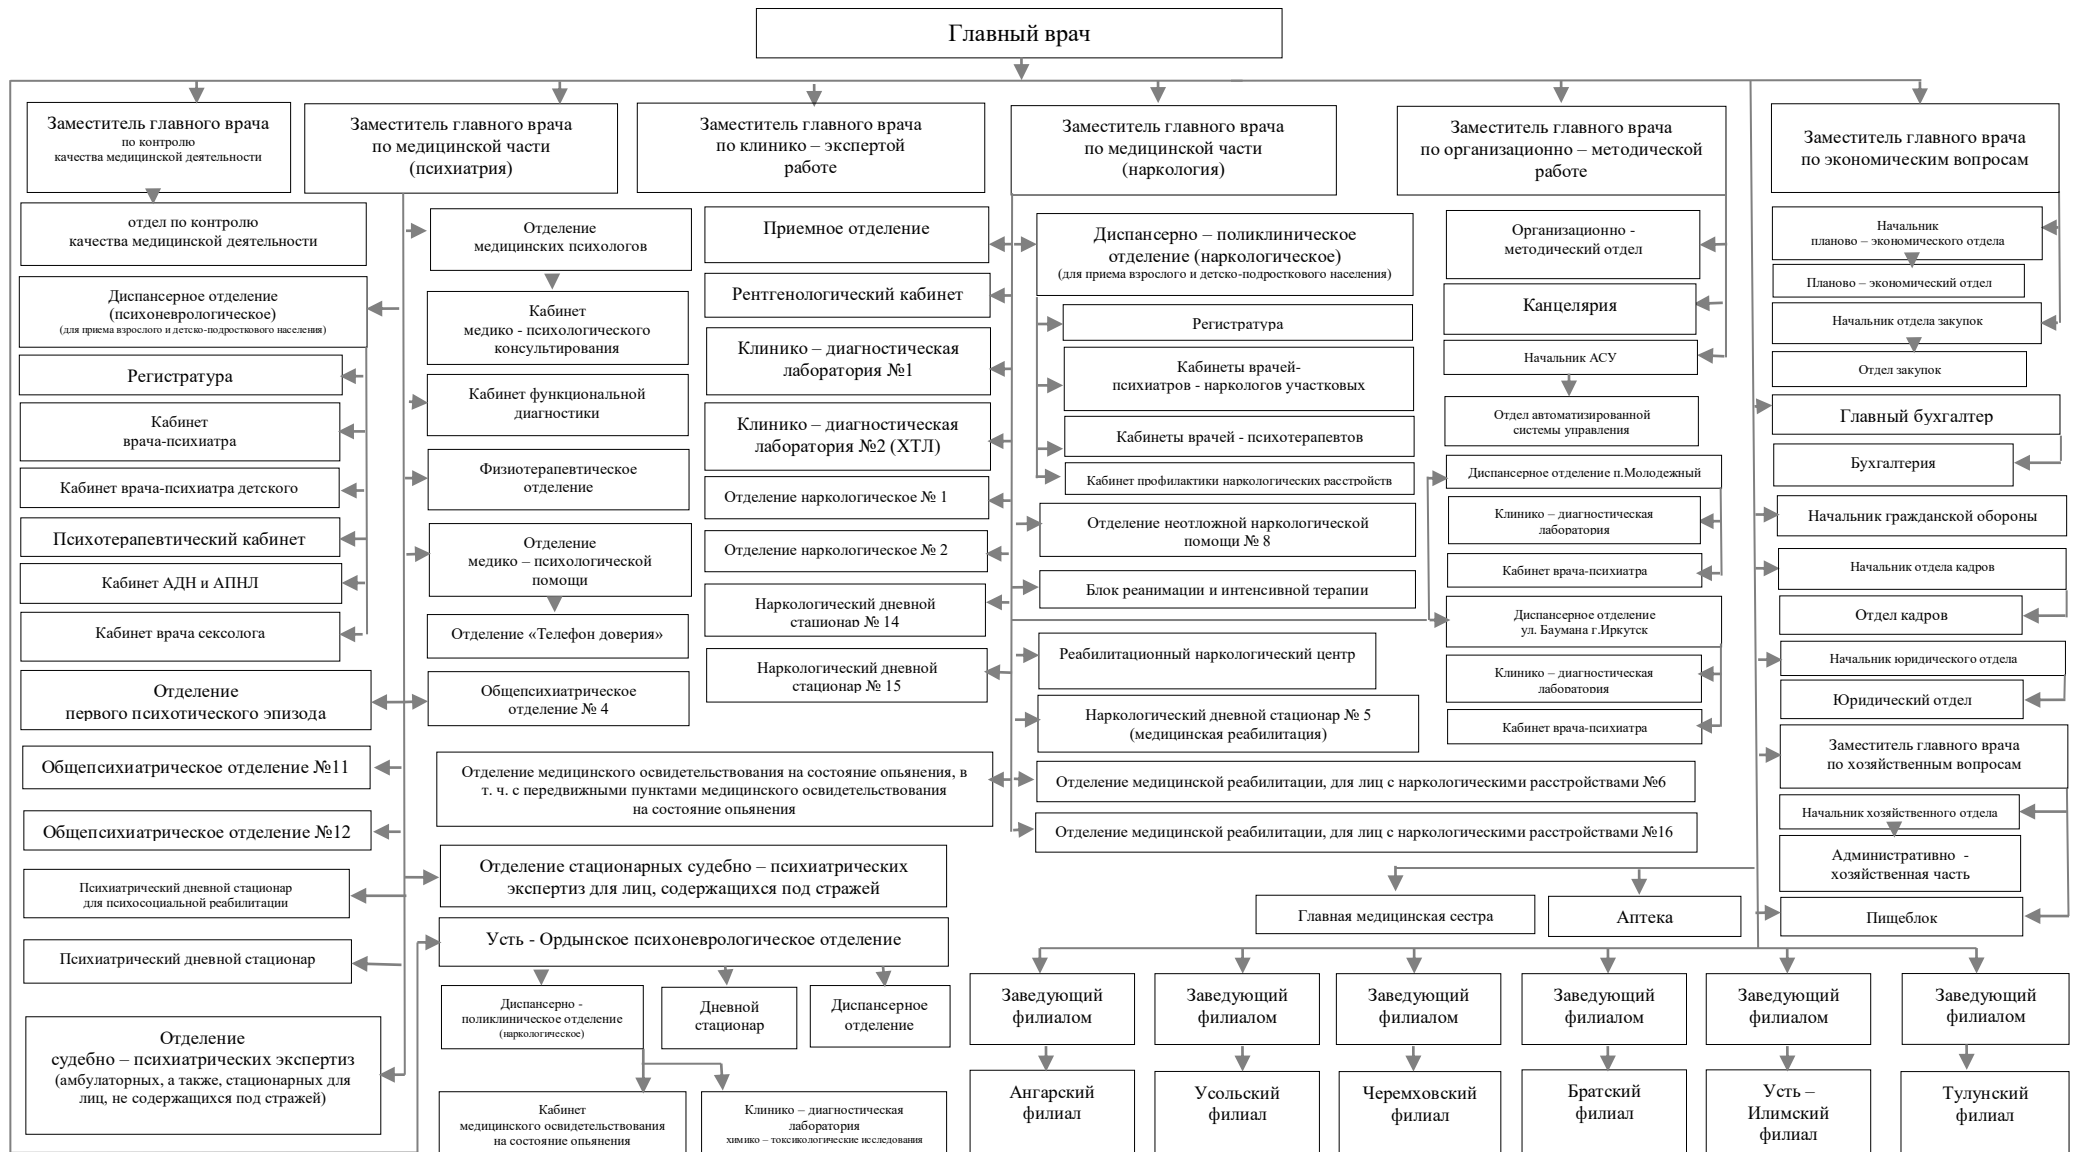 Главный врач
Заместитель главного врача
по контролю
качества медицинской деятельности
Заместитель главного врача
по медицинской части
(психиатрия)
Заместитель главного врача
по клинико – экспертой
работе
Заместитель главного врача
по медицинской части
(наркология)
Заместитель главного врача
по организационно – методической
работе
Заместитель главного врача
по экономическим вопросам
отдел по контролю
качества медицинской деятельности
Диспансерное отделение
(психоневрологическое)
(для приема взрослого и детско-подросткового населения)
Регистратура
Кабинет
врача-психиатра
Кабинет врача-психиатра детского
Психотерапевтический кабинет
Кабинет АДН и АПНЛ
Кабинет врача сексолога
Отделение
первого психотического эпизода
Общепсихиатрическое отделение №11
Общепсихиатрическое отделение №12
Психиатрический дневной стационар
для психосоциальной реабилитации
Психиатрический дневной стационар
Отделение
судебно – психиатрических экспертиз
(амбулаторных, а также, стационарных для
лиц, не содержащихся под стражей)
Отделение
медицинских психологов
Кабинет
медико - психологического
консультирования
Кабинет функциональной
диагностики
Физиотерапевтическое
отделение
Отделение
медико – психологической
помощи
Отделение «Телефон доверия»
Общепсихиатрическое
отделение № 4
Отделение медицинского освидетельствования на состояние опьянения, в
т. ч. с передвижными пунктами медицинского освидетельствования
на состояние опьянения
Отделение стационарных судебно – психиатрических
экспертиз для лиц, содержащихся под стражей
Усть - Ордынское психоневрологическое отделение
Диспансерно -
поликлиническое отделение
(наркологическое)
Дневной
стационар
Диспансерное
отделение
Кабинет
медицинского освидетельствования
на состояние опьянения
Клинико – диагностическая
лаборатория
химико – токсикологические исследования
Приемное отделение
Рентгенологический кабинет
Клинико – диагностическая
лаборатория №1
Клинико – диагностическая
лаборатория №2 (ХТЛ)
Отделение наркологическое № 1
Отделение наркологическое № 2
Наркологический дневной
стационар № 14
Наркологический дневной
стационар № 15
Диспансерно – поликлиническое
отделение (наркологическое)
(для приема взрослого и детско-подросткового населения)
Регистратура
Кабинеты врачей-
психиатров - наркологов участковых
Кабинеты врачей - психотерапевтов
Кабинет профилактики наркологических расстройств
Отделение неотложной наркологической
помощи № 8
Блок реанимации и интенсивной терапии
Реабилитационный наркологический центр
Наркологический дневной стационар № 5
(медицинская реабилитация)
Отделение медицинской реабилитации, для лиц с наркологическими расстройствами №6
Отделение медицинской реабилитации, для лиц с наркологическими расстройствами №16
Организационно -
методический отдел
Канцелярия
Начальник АСУ
Отдел автоматизированной
системы управления
Диспансерное отделение п.Молодежный
Клинико – диагностическая
лаборатория
Кабинет врача-психиатра
Диспансерное отделение
ул. Баумана г.Иркутск
Клинико – диагностическая
лаборатория
Кабинет врача-психиатра
Начальник
планово – экономического отдела
Планово – экономический отдел
Начальник отдела закупок
Отдел закупок
Главный бухгалтер
Бухгалтерия
Начальник гражданской обороны
Начальник отдела кадров
Отдел кадров
Начальник юридического отдела
Юридический отдел
Заместитель главного врача
по хозяйственным вопросам
Начальник хозяйственного отдела
Административно -
хозяйственная часть
Пищеблок
Главная медицинская сестра
Аптека
Заведующий
филиалом
Заведующий
филиалом
Заведующий
филиалом
Заведующий
филиалом
Заведующий
филиалом
Заведующий
филиалом
Ангарский
филиал
Усольский
филиал
Черемховский
филиал
Братский
филиал
Усть –
Илимский
филиал
Тулунский
филиал